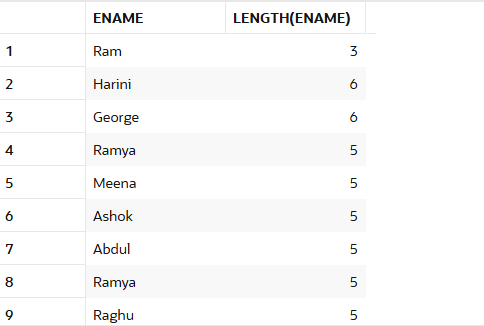 ENAME LENGTH(ENAME)
1 Ram 3
2 Harini 6
3 George 6
4 Ramya 5
5 Meena 5
6 Ashok 5
7 Abdul 5
8 Ramya 5
9 Raghu 5